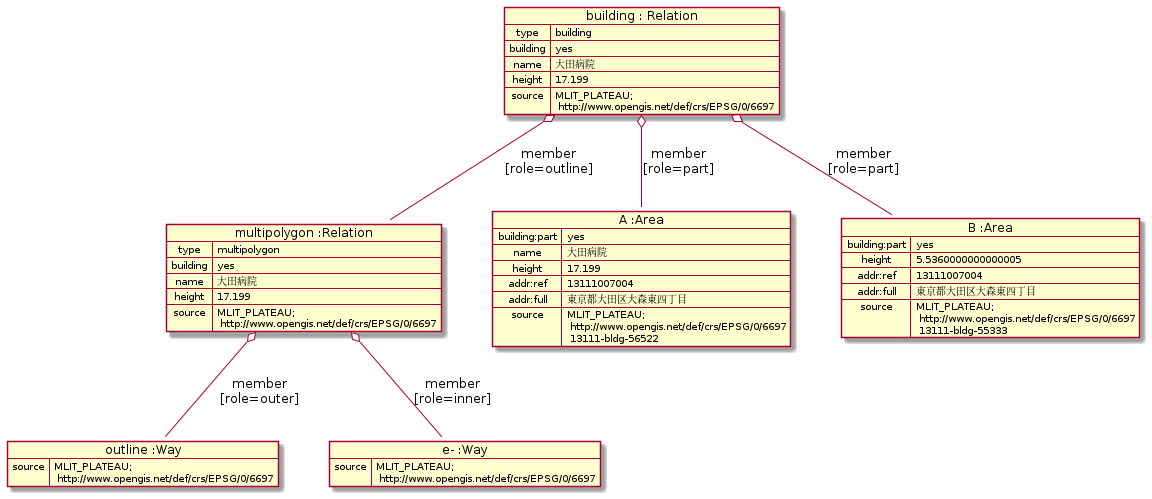 building : Relation
type building
building yes
name 大田病院
height 17.199
source MLIT_PLATEAU;
http://www.opengis.net/def/crs/EPSG/0/6697
member
[role=outline]
member
[role=part]
member
[role=part]
multipolygon :Relation
type multipolygon
building yes
name 大田病院
height 17.199
source MLIT_PLATEAU;
http://www.opengis.net/def/crs/EPSG/0/6697
A :Area
building:part yes
name 大田病院
height 17.199
addr:ref 13111007004
addr:full 東京都大田区大森東四丁目
source MLIT_PLATEAU;
http://www.opengis.net/def/crs/EPSG/0/6697
13111-bldg-56522
B :Area
building:part yes
height 5.5360000000000005
addr:ref 13111007004
addr:full 東京都大田区大森東四丁目
source MLIT_PLATEAU;
http://www.opengis.net/def/crs/EPSG/0/6697
13111-bldg-55333
member
[role=outer]
member
[role=inner]
outline :Way
source MLIT_PLATEAU;
http://www.opengis.net/def/crs/EPSG/0/6697
e- :Way
source MLIT_PLATEAU;
http://www.opengis.net/def/crs/EPSG/0/6697